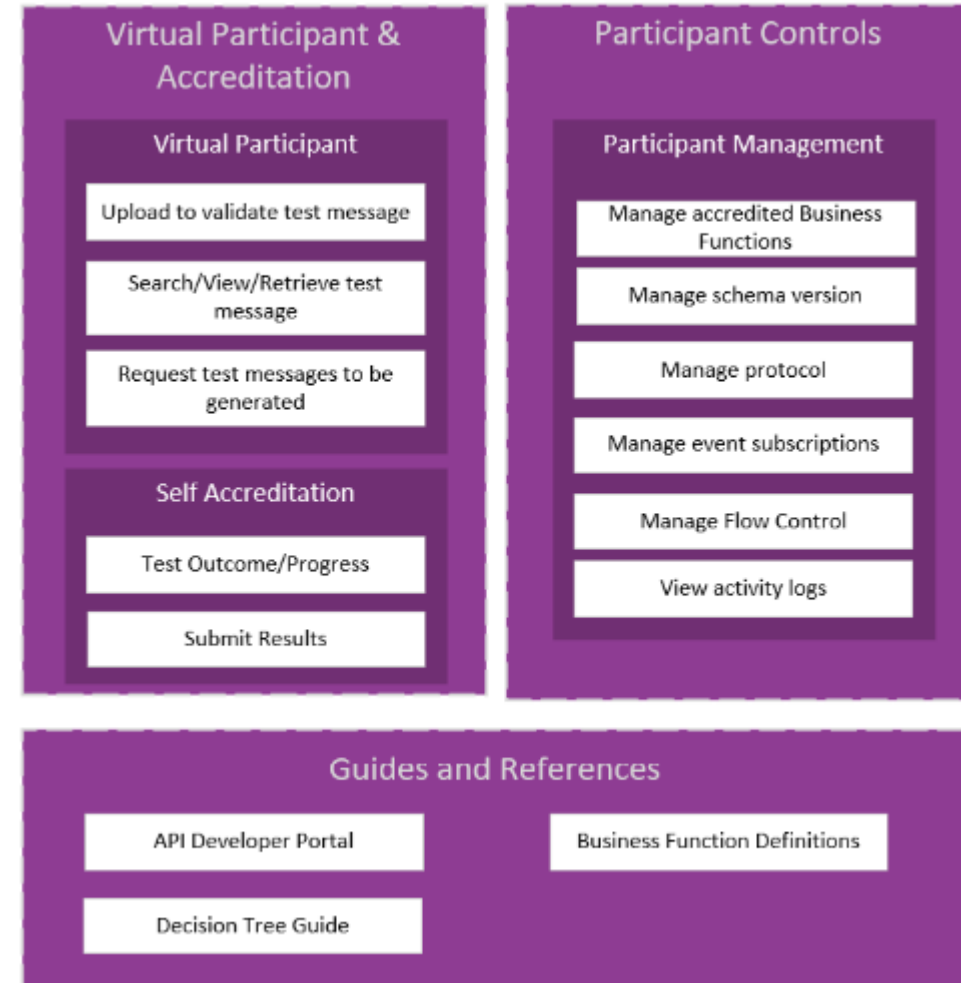 Virtual Participant &
Accreditation
Virtual Participant
Upload to validate test message
Search/View/Retrieve test
message
Request test messages to be
generated
Self Accreditation
Test Outcome/Progress
Submit Results
Participant Controls
Participant Management
Manage accredited Business
Functions
Manage schema version
Manage protocol
Manage event subscriptions
Manage Flow Control
View activity logs
Guides and References
API Developer Portal
Business Function Definitions
Decision Tree Guide